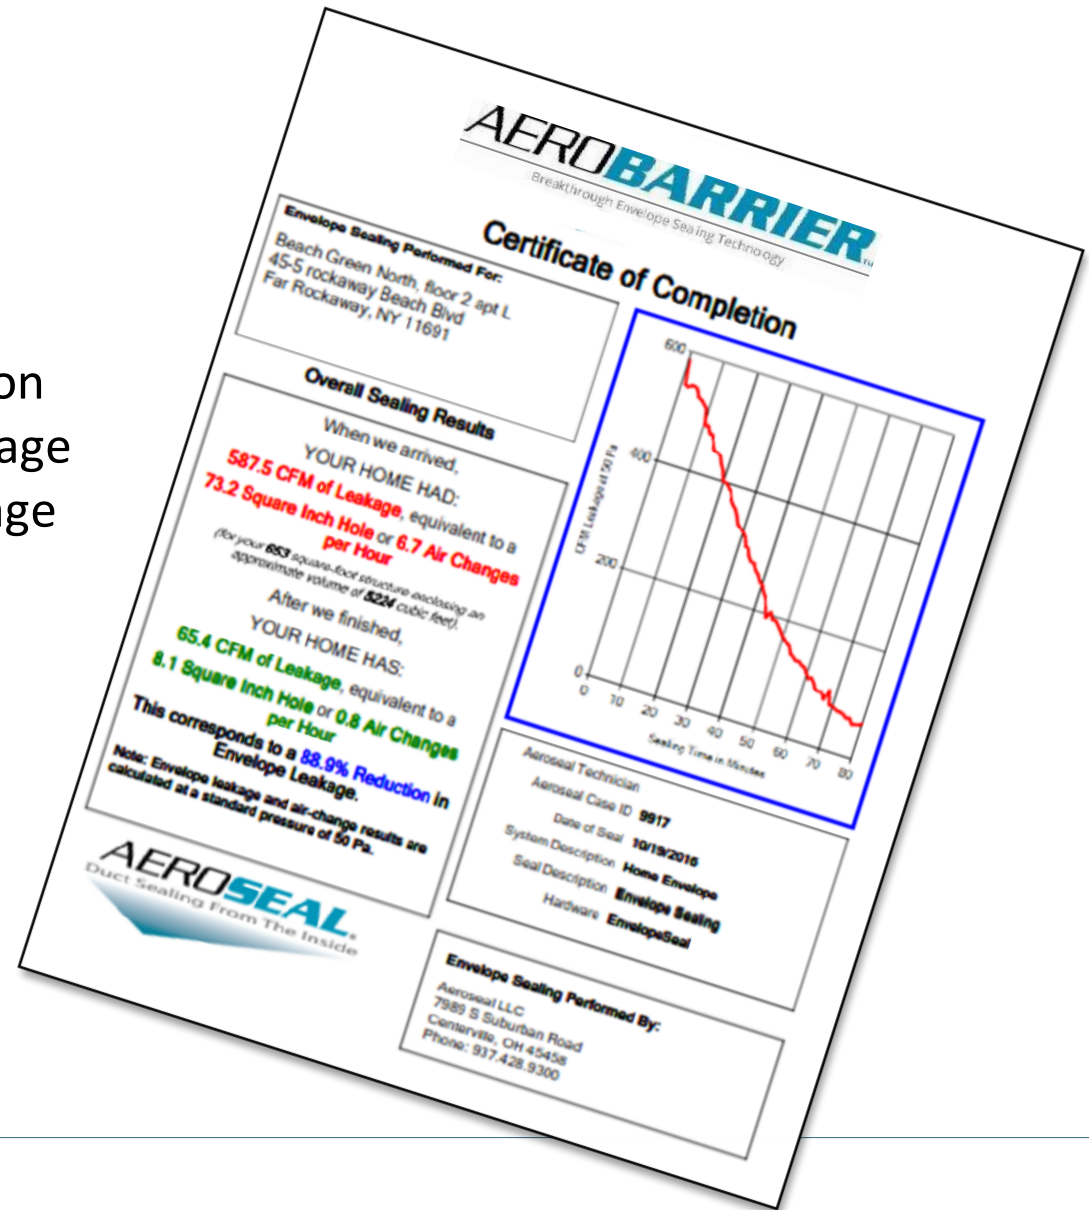 on
age
age
AEROBARRIER™
Breakthrough Envelope Sealing Technology
Certificate of Completion
Envelope Sealing Performed For:
Beach Green North, floor 2 apt L
45-5 rockaway Beach Blvd
Far Rockaway, NY 11691
Overall Sealing Results
When we arrived,
YOUR HOME HAD:
587.5 CFM of Leakage, equivalent to a
73.2 Square Inch Hole or 6.7 Air Changes
per Hour
(for your 653 square-foot structure enclosing an
approximate volume of 5224 cubic feet).
After we finished,
YOUR HOME HAS:
65.4 CFM of Leakage, equivalent to a
8.1 Square Inch Hole or 0.8 Air Changes
per Hour
This corresponds to a 88.9% Reduction in
Envelope Leakage.
Note: Envelope leakage and air-change results are
calculated at a standard pressure of 50 Pa.
600
400
200
0
CFM Leakage at 50 Pa
0 10 20 30 40 50 60 70 80
Sealing Time in Minutes
Aeroseal Technician
Aeroseal Case ID 9917
Date of Seal 10/19/2016
System Description Home Envelope
Seal Description Envelope Sealing
Hardware EnvelopeSeal
AEROSEAL®
Duct Sealing From The Inside
Envelope Sealing Performed By:
Aeroseal LLC
7989 S Suburban Road
Centerville, OH 45458
Phone: 937.428.9300